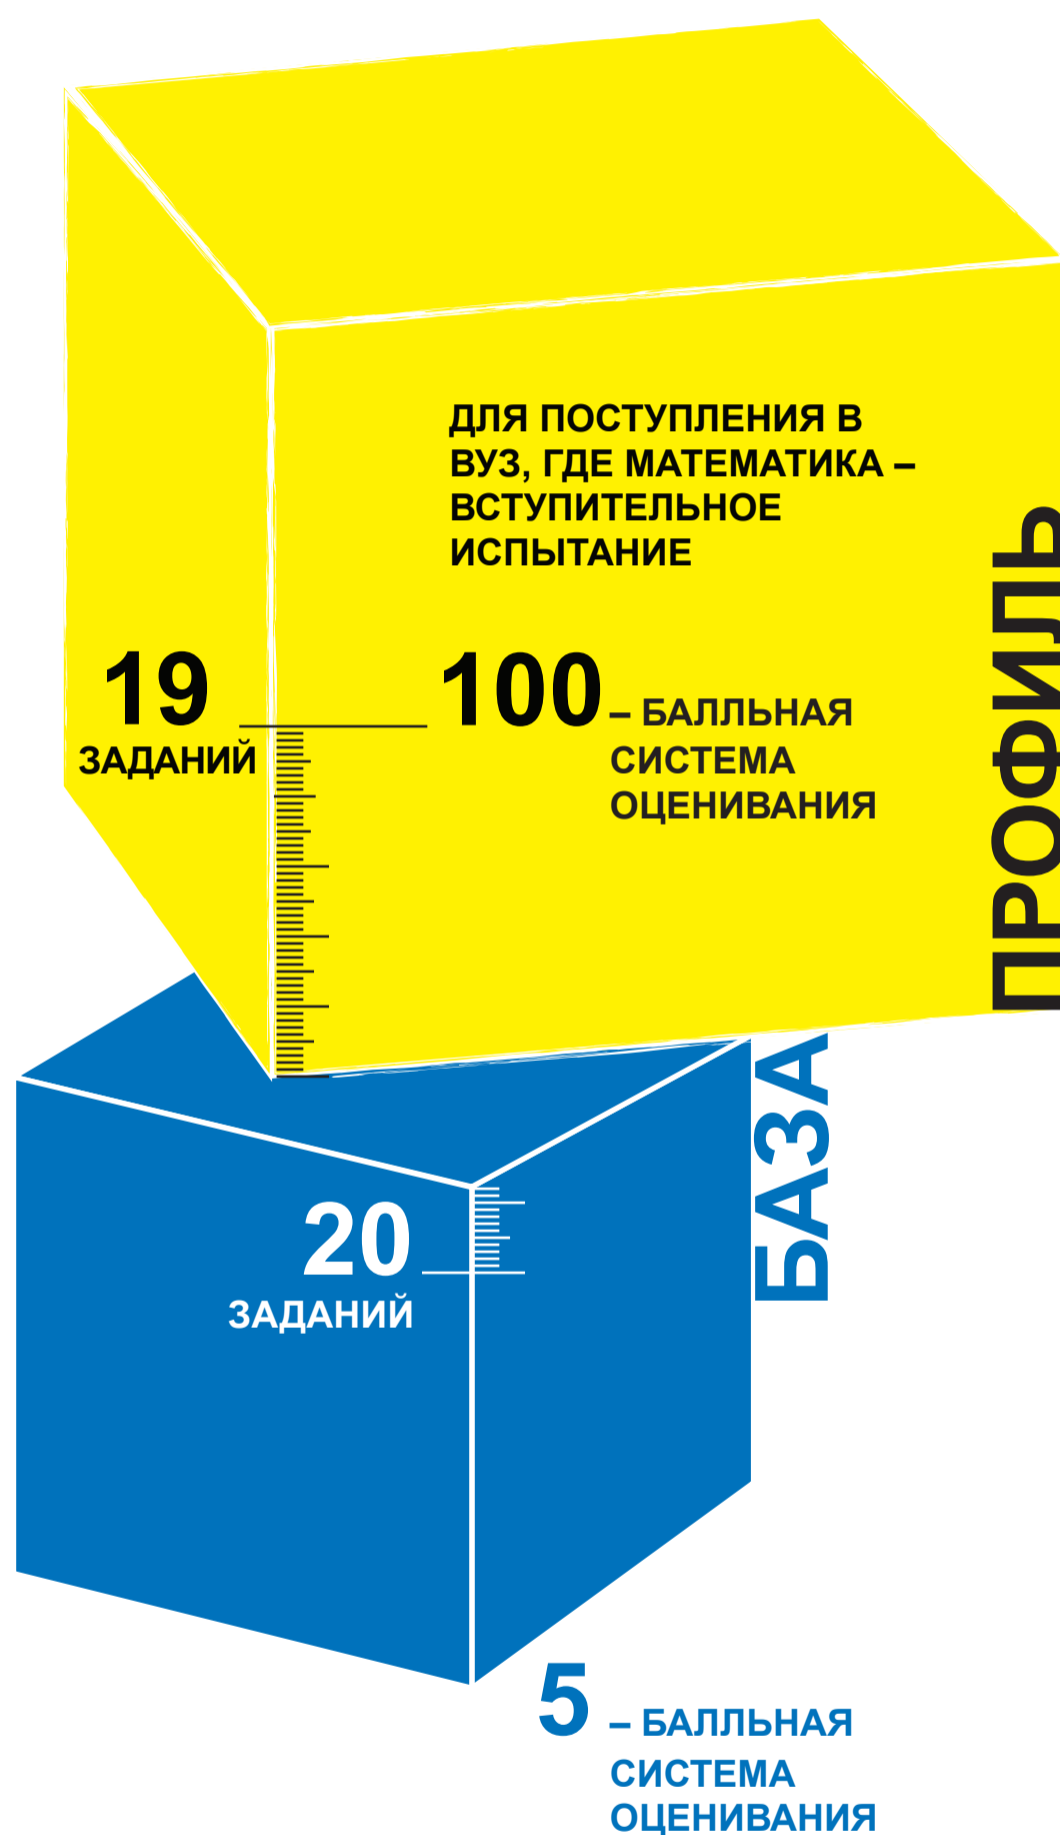 ДЛЯ ПОСТУПЛЕНИЯ В
ВУЗ, ГДЕ МАТЕМАТИКА –
ВСТУПИТЕЛЬНОЕ
ИСПЫТАНИЕ
19
ЗАДАНИЙ
100 – БАЛЛЬНАЯ
СИСТЕМА
ОЦЕНИВАНИЯ
ПРОФИЛЬ
БАЗА
20
ЗАДАНИЙ
5 – БАЛЛЬНАЯ
СИСТЕМА
ОЦЕНИВАНИЯ